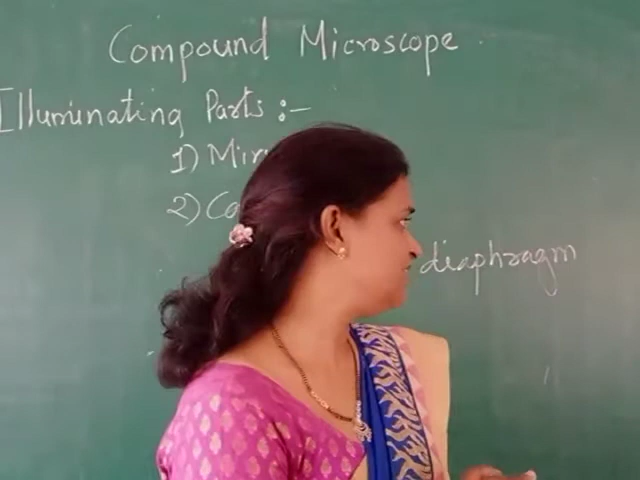 Compound Microscope
Illuminating Parts :-
1) Mir
2) Co
diaphragm